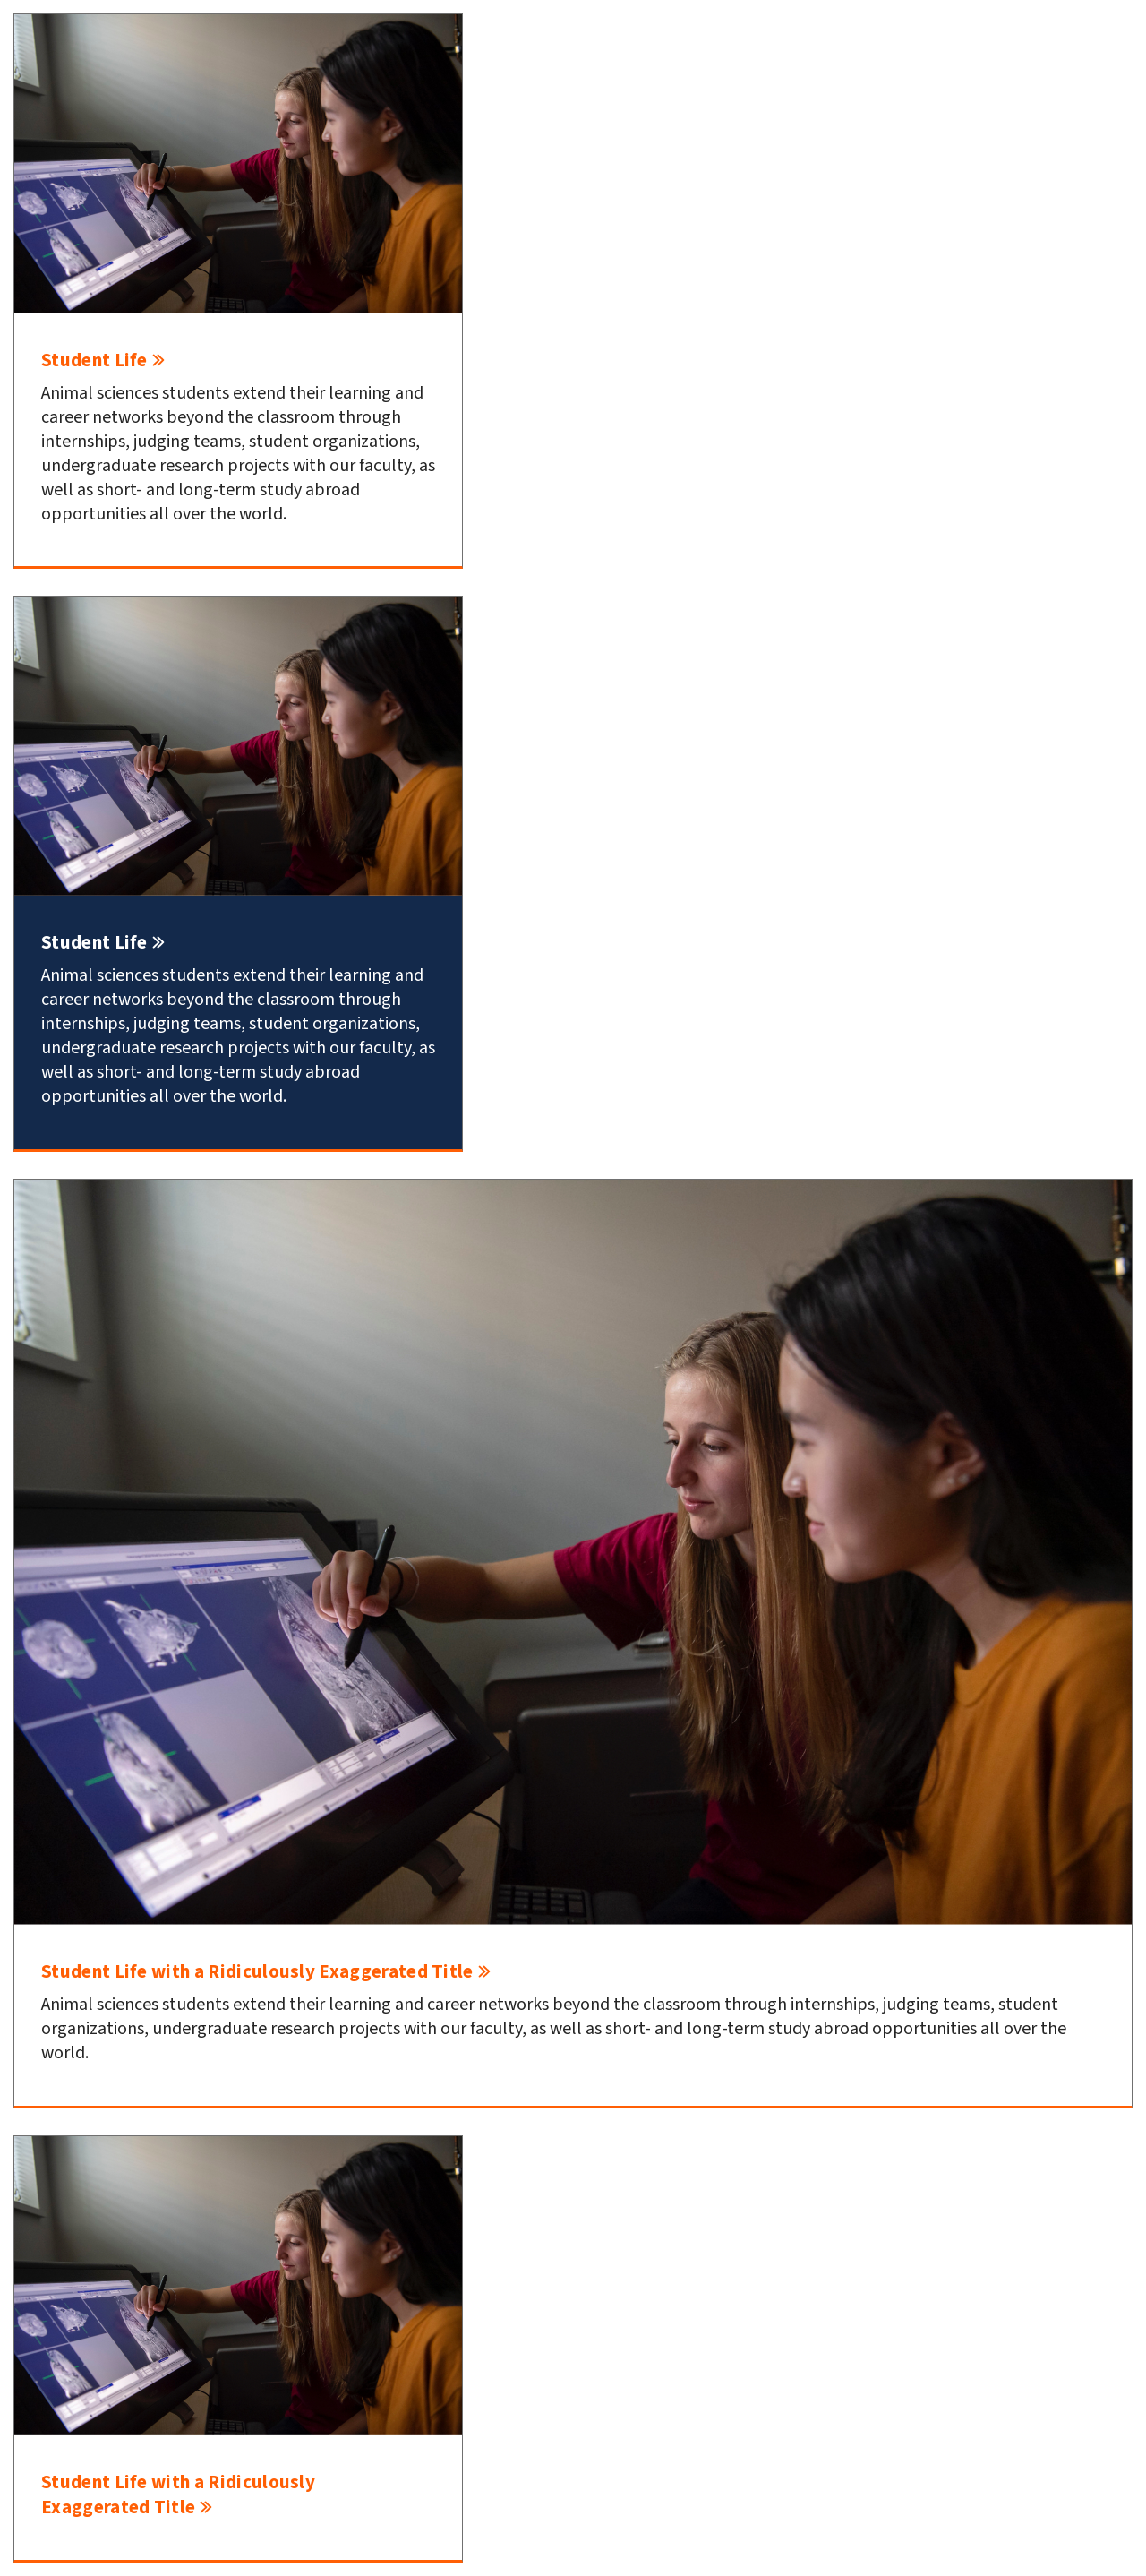 Student Life »
Animal sciences students extend their learning and
career networks beyond the classroom through
internships, judging teams, student organizations,
undergraduate research projects with our faculty, as
well as short- and long-term study abroad
opportunities all over the world.
Student Life »
Animal sciences students extend their learning and
career networks beyond the classroom through
internships, judging teams, student organizations,
undergraduate research projects with our faculty, as
well as short- and long-term study abroad
opportunities all over the world.
Student Life with a Ridiculously Exaggerated Title »
Animal sciences students extend their learning and career networks beyond the classroom through internships, judging teams, student
organizations, undergraduate research projects with our faculty, as well as short- and long-term study abroad opportunities all over the
world.
Student Life with a Ridiculously
Exaggerated Title »